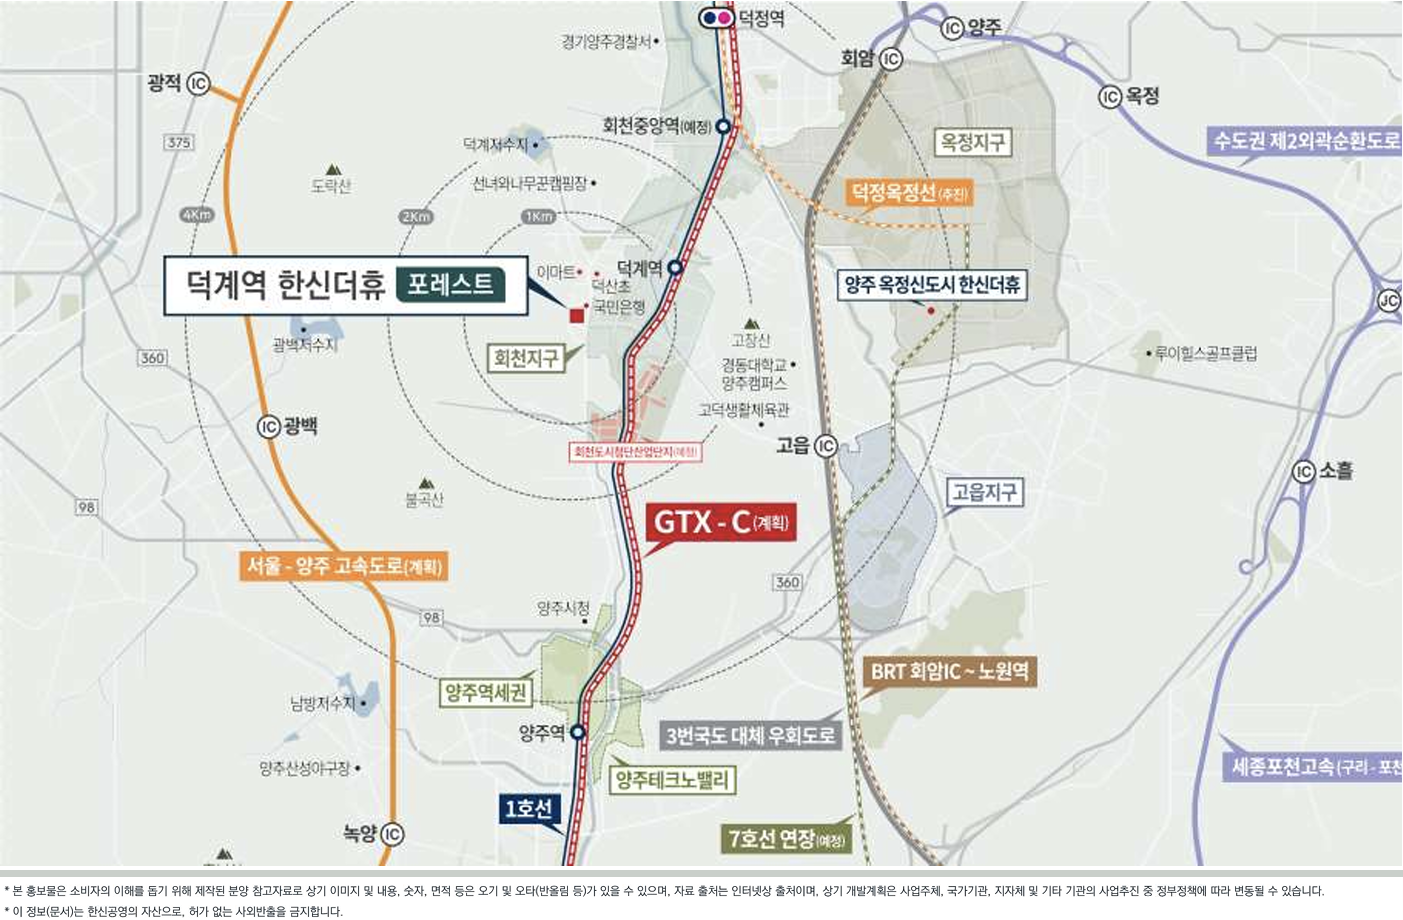 덕정역
양주
경기양주경찰서
회암
광적
IC
IC
IC
옥정
IC
회천중앙역(예정)
375
옥정지구
수도권 제2외곽순환도로
덕계저수지
선녀와나무꾼캠핑장
도락산
덕정옥정선(추진)
4Km
2Km
1Km
이마트
덕계역
덕산초
국민은행
덕계역 한신더휴 포레스트
양주 옥정신도시 한신더휴
JC
고장산
광백저수지
360
회천지구
루이힐스골프클럽
경동대학교
양주캠퍼스
고덕생활체육관
IC
광백
고읍
IC
회천도시첨단산업단지(예정)
IC
소흘
불곡산
98
고읍지구
GTX - C(계획)
서울 - 양주 고속도로(계획)
360
양주시청
98
BRT 회암IC ~ 노원역
양주역세권
남방저수지
양주역
3번국도 대체 우회도로
양주산성야구장
양주테크노밸리
세종포천고속(구리 - 포천
1호선
녹양
IC
7호선 연장(예정)
* 본 홍보물은 소비자의 이해를 돕기 위해 제작된 분양 참고자료로 상기 이미지 및 내용, 숫자, 면적 등은 오기 및 오타(반올림 등)가 있을 수 있으며, 자료 출처는 인터넷상 출처이며, 상기 개발계획은 사업주체, 국가기관, 지자체 및 기타 기관의 사업추진 중 정부정책에 따라 변동될 수 있습니다.
* 이 정보(문서)는 한신공영의 자산으로, 허가 없는 사외반출을 금지합니다.